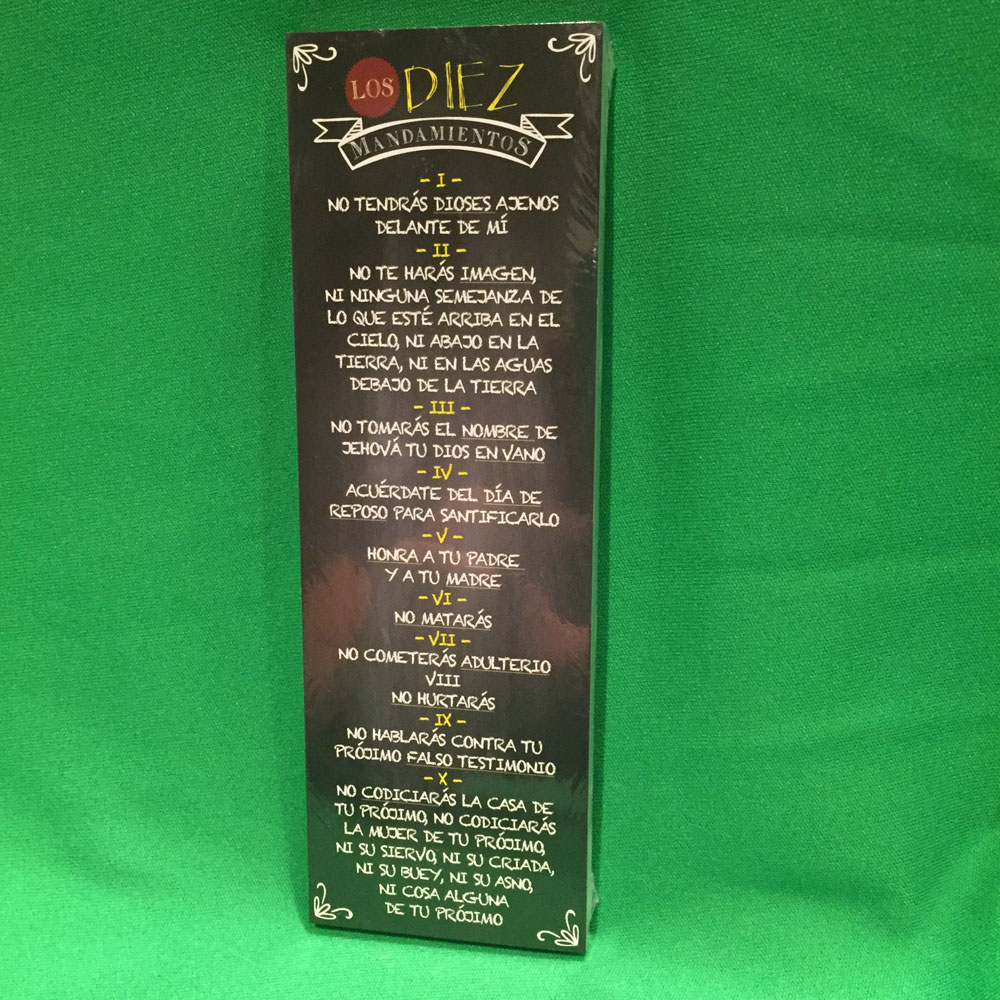 LOS DIEZ
MANDAMIENTOS
- I -
NO TENDRÁS DIOSES AJENOS
DELANTE DE MÍ
- II -
NO TE HARÁS IMAGEN,
NI NINGUNA SEMEJANZA DE
LO QUE ESTÉ ARRIBA EN EL
CIELO, NI ABAJO EN LA
TIERRA, NI EN LAS AGUAS
DEBAJO DE LA TIERRA
- III -
NO TOMARÁS EL NOMBRE DE
JEHOVÁ TU DIOS EN VANO
- IV -
ACUÉRDATE DEL DÍA DE
REPOSO PARA SANTIFICARLO
- V -
HONRA A TU PADRE
Y A TU MADRE
- VI -
NO MATARÁS
- VII -
NO COMETERÁS ADULTERIO
VIII
NO HURTARÁS
- IX -
NO HABLARÁS CONTRA TU
PRÓJIMO FALSO TESTIMONIO
- X -
NO CODICIARÁS LA CASA DE
TU PRÓJIMO, NO CODICIARÁS
LA MUJER DE TU PRÓJIMO,
NI SU SIERVO, NI SU CRIADA,
NI SU BUEY, NI SU ASNO,
NI COSA ALGUNA
DE TU PRÓJIMO